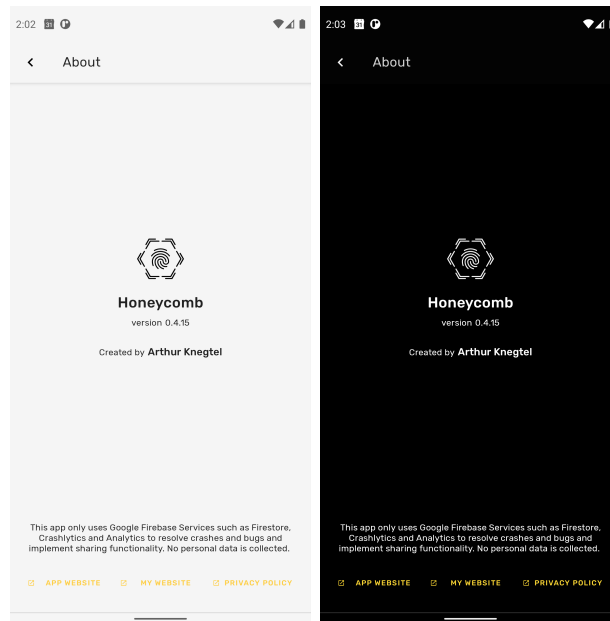 2:02 31
About
Honeycomb
version 0.4.15
Created by Arthur Knegtel
This app only uses Google Firebase Services such as Firestore,
Crashlytics and Analytics to resolve crashes and bugs and
implement sharing functionality. No personal data is collected.
APP WEBSITE MY WEBSITE PRIVACY POLICY
2:03 31
About
Honeycomb
version 0.4.15
Created by Arthur Knegtel
This app only uses Google Firebase Services such as Firestore,
Crashlytics and Analytics to resolve crashes and bugs and
implement sharing functionality. No personal data is collected.
APP WEBSITE MY WEBSITE PRIVACY POLICY